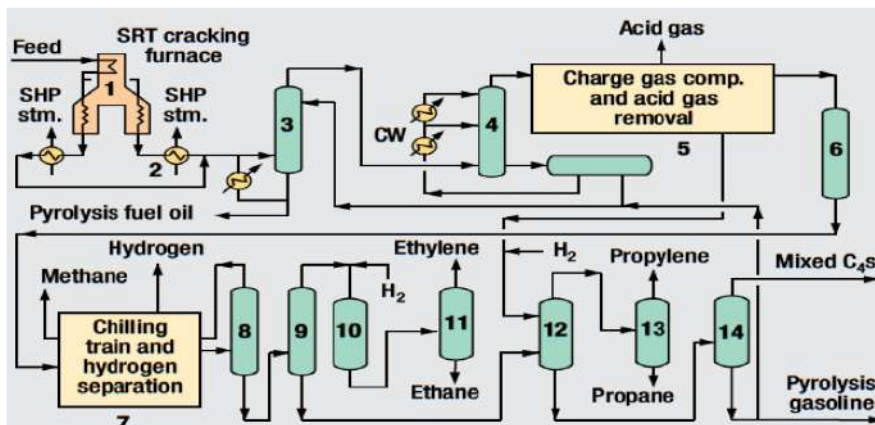 SRT cracking
furnace
Feed
1
SHP
stm.
SHP
stm.
2
3
Pyrolysis fuel oil
CW
4
Acid gas
Charge gas comp.
and acid gas
removal
5
6
Hydrogen
Methane
Chilling
train and
hydrogen
separation
7
8
9
H2
10
Ethylene
11
Ethane
H2
12
Propylene
13
Propane
Mixed C4s
14
Pyrolysis
gasoline